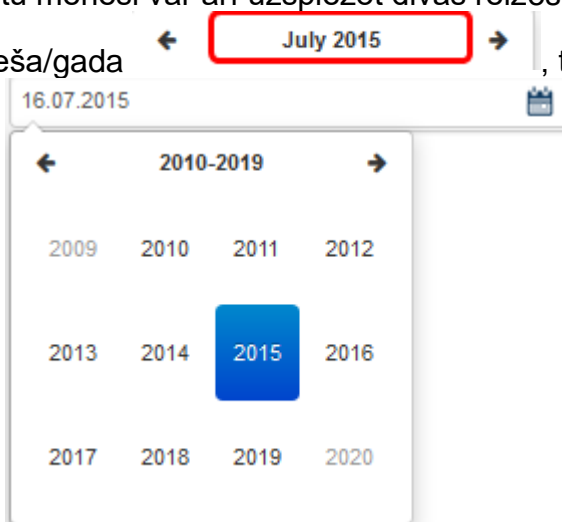 var arī uzspiežot divas reizes
← July 2015 →
eša/gada , t
16.07.2015
← 2010-2019 →
2009 2010 2011 2012
2013 2014 2015 2016
2017 2018 2019 2020